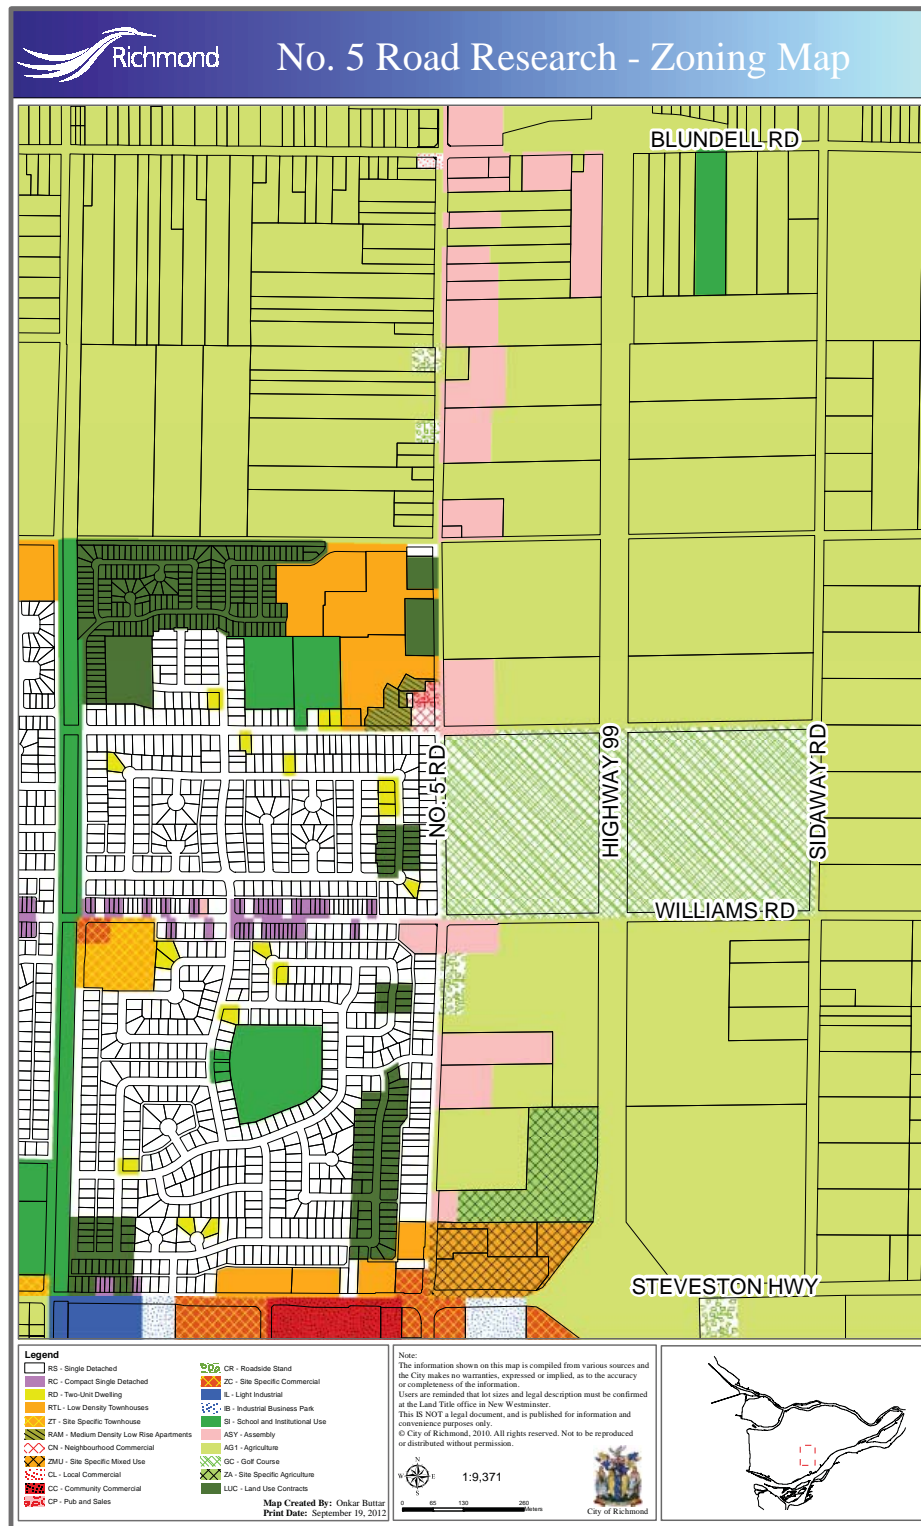 Richmond
No. 5 Road Research - Zoning Map
BLUNDELL RD
NO. 5 RD
HIGHWAY 99
SIDAWAY RD
WILLIAMS RD
STEVESTON HWY
Legend
RS - Single Detached
RC - Compact Single Detached
RD - Two-Unit Dwelling
RTL - Low Density Townhouses
ZT - Site Specific Townhouse
RAM - Medium Density Low Rise Apartments
CN - Neighbourhood Commercial
ZMU - Site Specific Mixed Use
CL - Local Commercial
CC - Community Commercial
CP - Pub and Sales
CR - Roadside Stand
ZC - Site Specific Commercial
IL - Light Industrial
IB - Industrial Business Park
SI - School and Institutional Use
ASY - Assembly
AG1 - Agriculture
GC - Golf Course
ZA - Site Specific Agriculture
LUC - Land Use Contracts
Map Created By: Onkar Buttar
Print Date: September 19, 2012
Note:
The information shown on this map is compiled from various sources and
the City makes no warranties, expressed or implied, as to the accuracy
or completeness of the information.
Users are reminded that lot sizes and legal description must be confirmed
at the Land Title office in New Westminster.
This IS NOT a legal document, and is published for information and
convenience purposes only.
© City of Richmond, 2010. All rights reserved. Not to be reproduced
or distributed without permission.
N
W E
S
1:9,371
0 65 130 260
Meters
City of Richmond